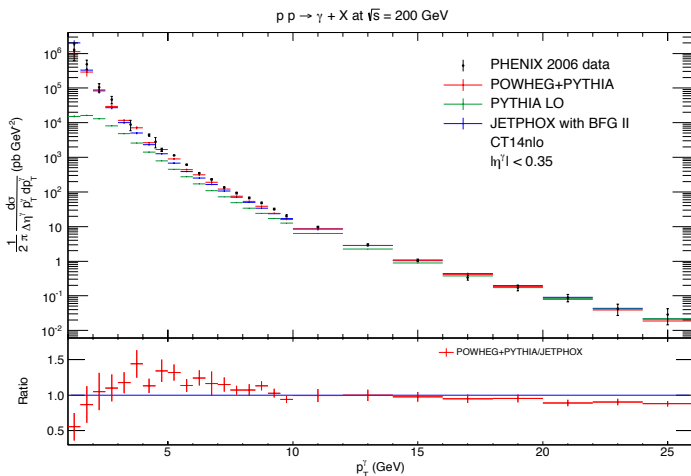 p p → γ + X at √s = 200 GeV
10⁶
10⁵
10⁴
10³
10²
10
1
10⁻¹
10⁻²
1/(2 π) dσ/(Δη^γ p_T^γ dp_T^γ) (pb GeV²)
PHENIX 2006 data
POWHEG+PYTHIA
PYTHIA LO
JETPHOX with BFG II
CT14nlo
|η^γ| < 0.35
1.5
1.0
0.5
Ratio
POWHEG+PYTHIA/JETPHOX
5 10 15 20 25
p_T^γ (GeV)